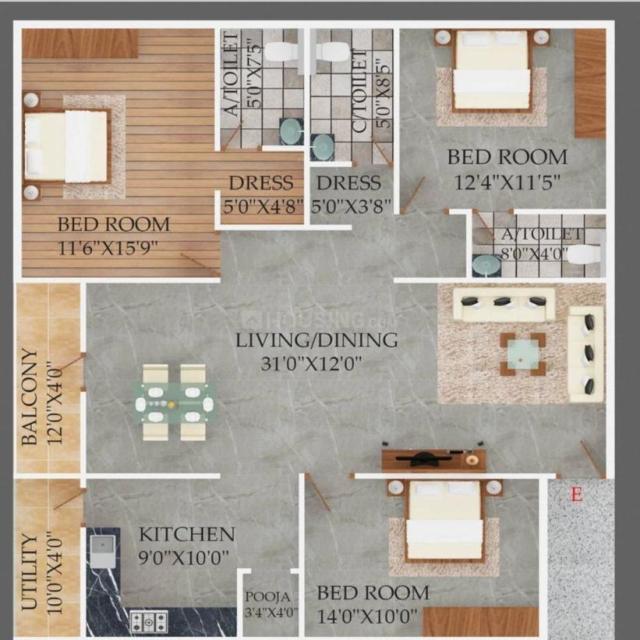 A/TOILET
5'0"X7'5"
C/TOILET
5'0"X8'5"
BED ROOM
12'4"X11'5"
DRESS
5'0"X4'8"
DRESS
5'0"X3'8"
BED ROOM
11'6"X15'9"
A/TOILET
8'0"X4'0"
HOUSING.com
LIVING/DINING
31'0"X12'0"
BALCONY
12'0"X4'0"
E
KITCHEN
9'0"X10'0"
UTILITY
10'0"X4'0"
POOJA
3'4"X4'0"
BED ROOM
14'0"X10'0"